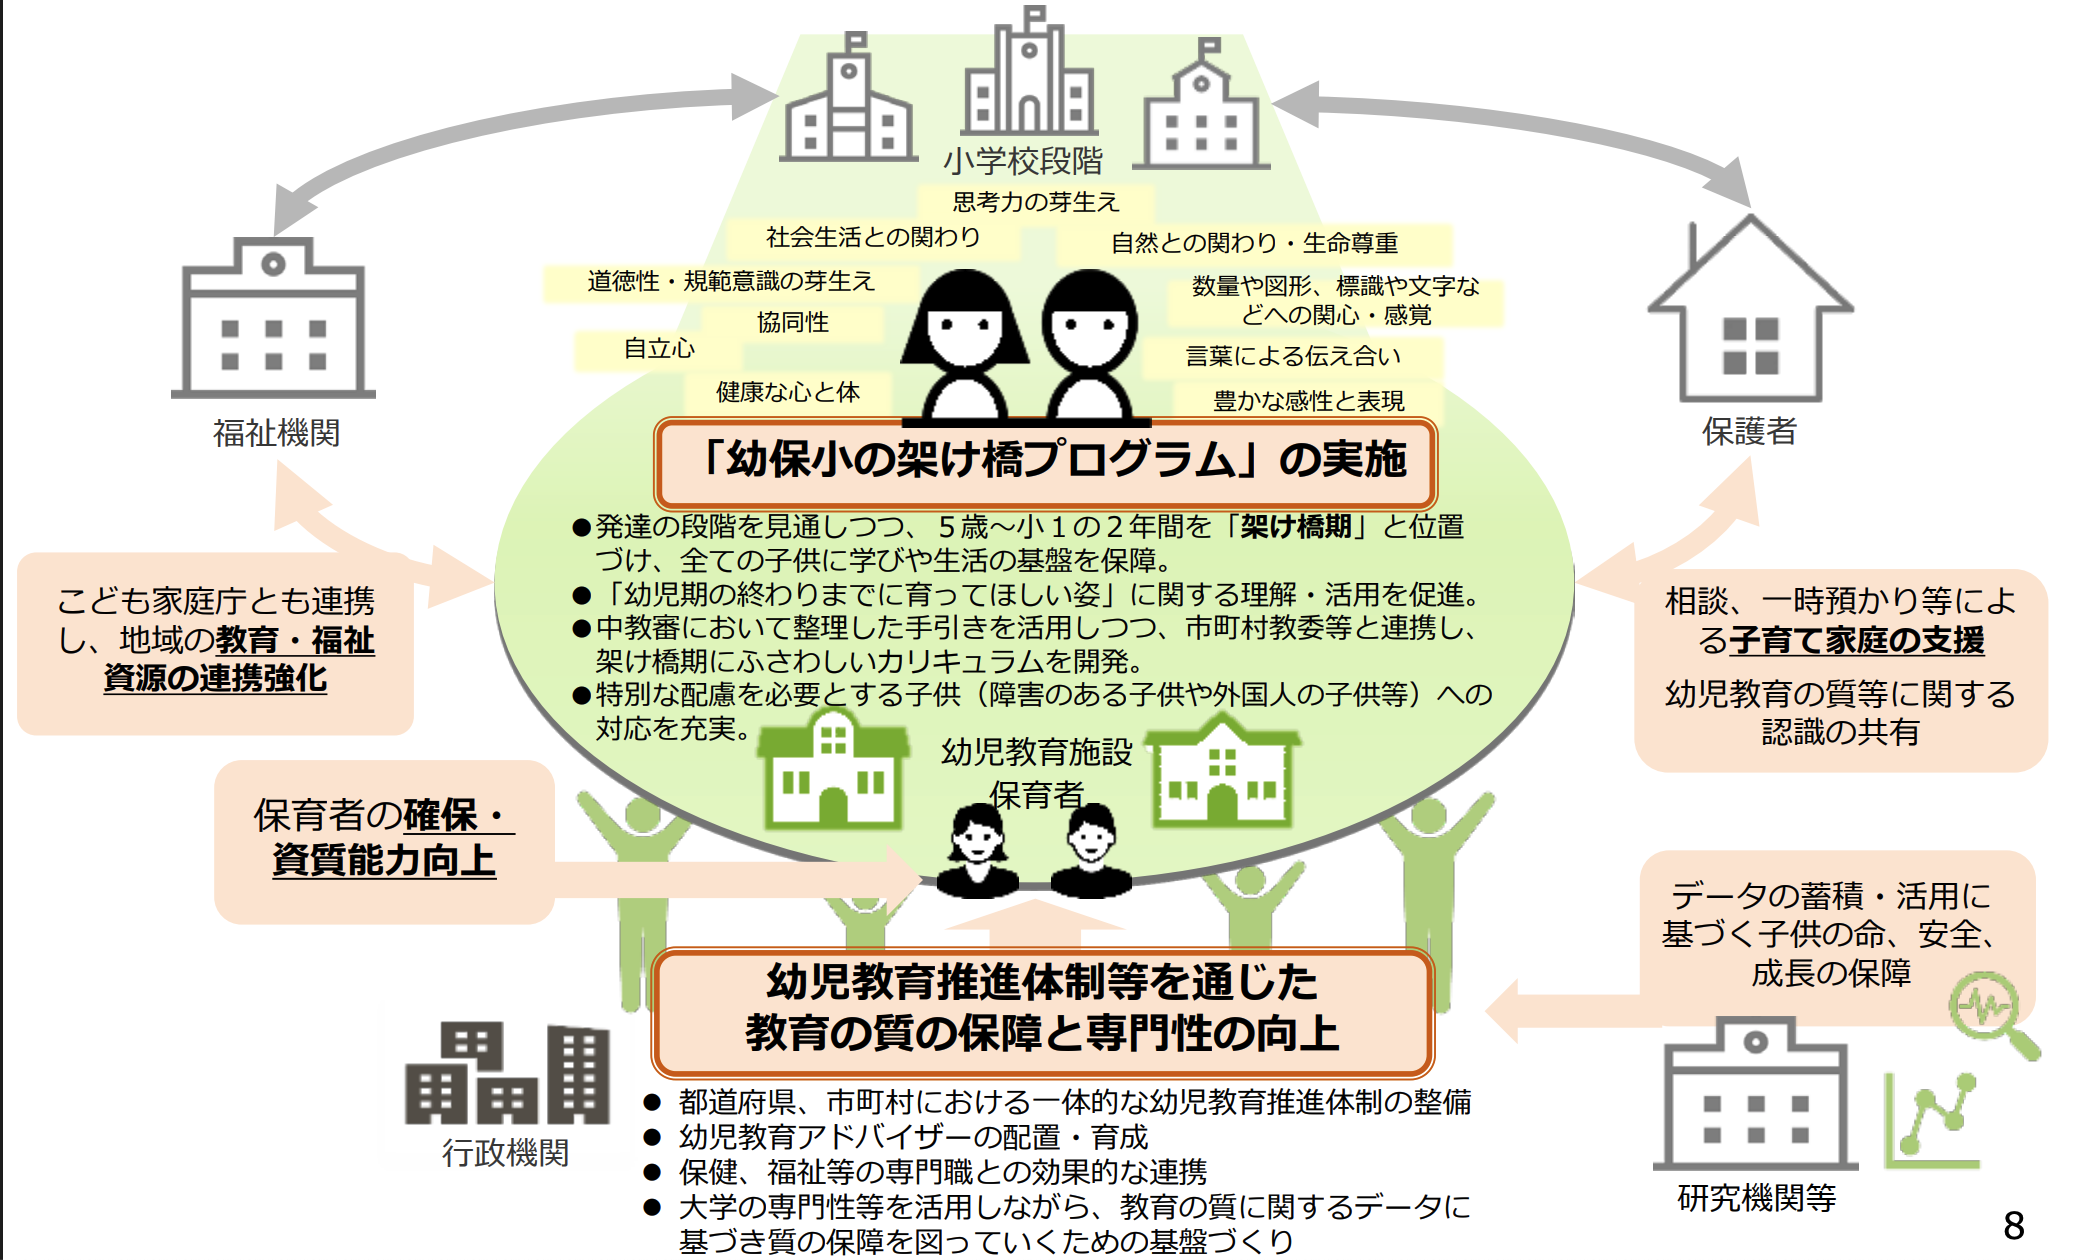 小学校段階
思考力の芽生え
社会生活との関わり
自然との関わり・生命尊重
道徳性・規範意識の芽生え
数量や図形、標識や文字な
どへの関心・感覚
協同性
自立心
言葉による伝え合い
健康な心と体
豊かな感性と表現
福祉機関
保護者
「幼保小の架け橋プログラム」の実施
●発達の段階を見通しつつ、５歳～小１の２年間を「架け橋期」と位置
づけ、全ての子供に学びや生活の基盤を保障。
●「幼児期の終わりまでに育ってほしい姿」に関する理解・活用を促進。
●中教審において整理した手引きを活用しつつ、市町村教委等と連携し、
架け橋期にふさわしいカリキュラムを開発。
●特別な配慮を必要とする子供（障害のある子供や外国人の子供等）への
対応を充実。
こども家庭庁とも連携
し、地域の教育・福祉
資源の連携強化
相談、一時預かり等によ
る子育て家庭の支援
幼児教育の質等に関する
認識の共有
幼児教育施設
保育者
保育者の確保・
資質能力向上
データの蓄積・活用に
基づく子供の命、安全、
成長の保障
幼児教育推進体制等を通じた
教育の質の保障と専門性の向上
行政機関
● 都道府県、市町村における一体的な幼児教育推進体制の整備
● 幼児教育アドバイザーの配置・育成
● 保健、福祉等の専門職との効果的な連携
● 大学の専門性等を活用しながら、教育の質に関するデータに
基づき質の保障を図っていくための基盤づくり
研究機関等
8